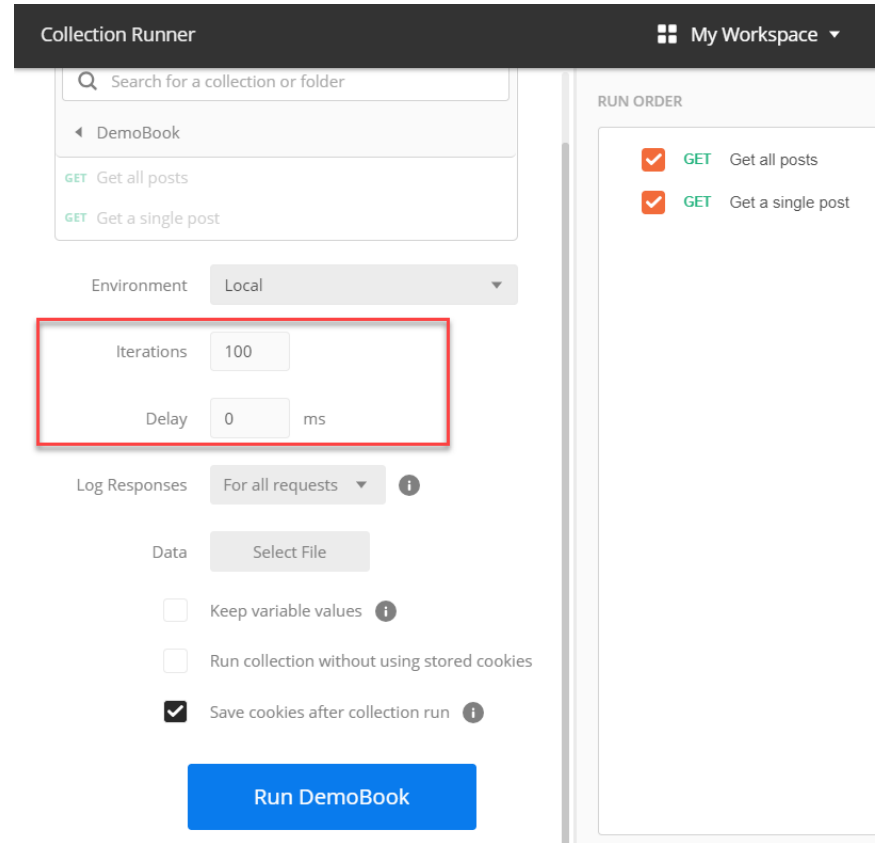 Collection Runner
My Workspace
Search for a collection or folder
DemoBook
GET Get all posts
GET Get a single post
Environment Local
Iterations 100
Delay 0 ms
Log Responses For all requests
Data Select File
Keep variable values
Run collection without using stored cookies
Save cookies after collection run
Run DemoBook
RUN ORDER
GET Get all posts
GET Get a single post